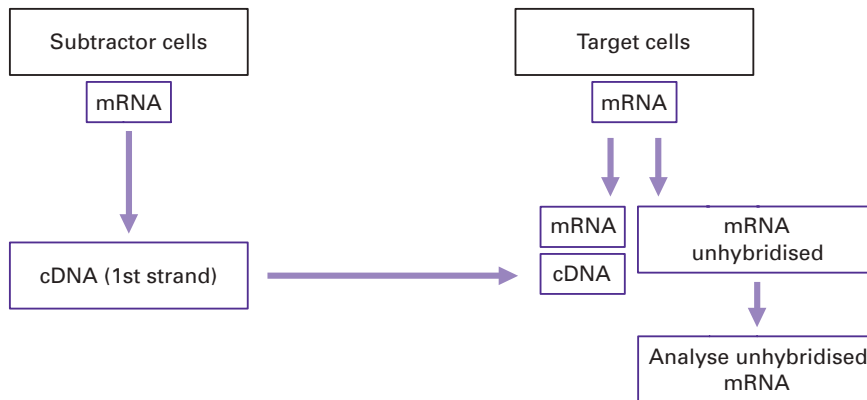 Subtractor cells
Target cells
mRNA
mRNA
mRNA
mRNA
unhybridised
cDNA (1st strand)
cDNA
Analyse unhybridised
mRNA